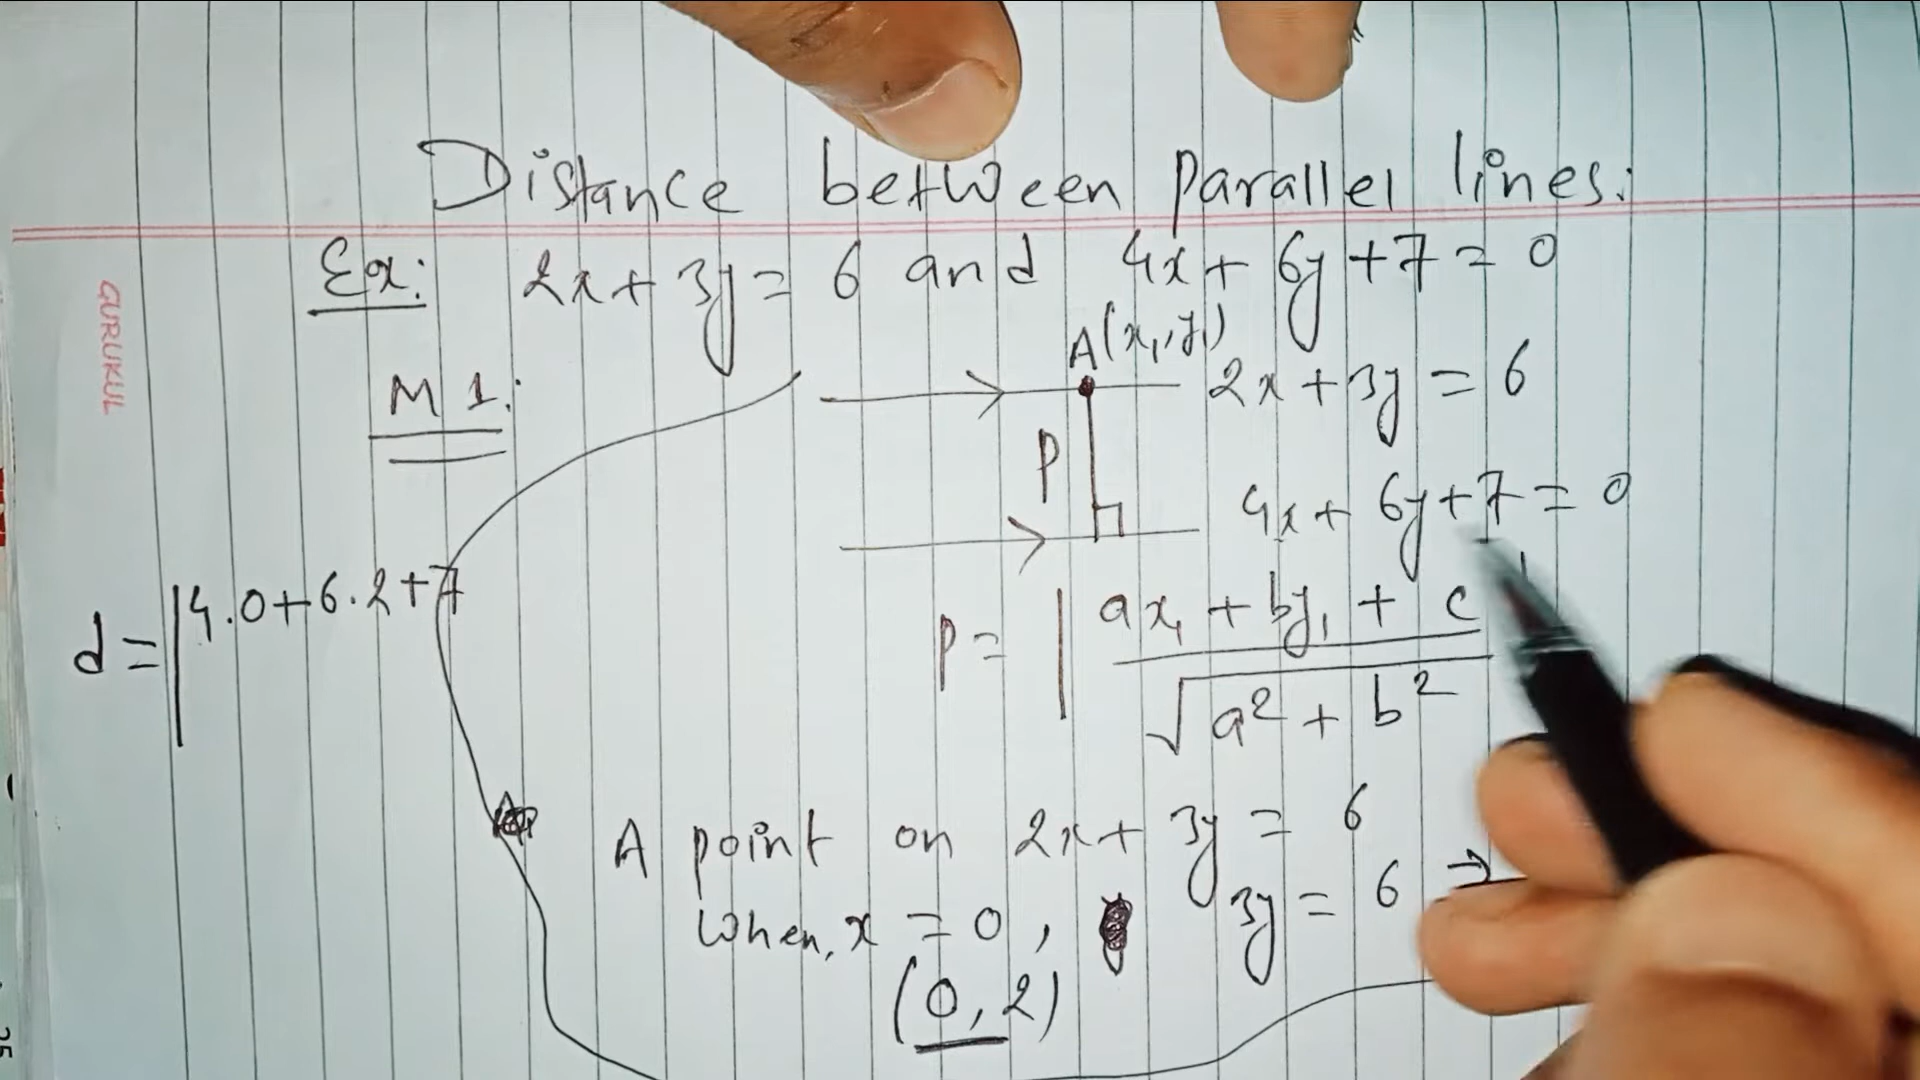 Distance between parallel lines:
Ex: 2x + 3y = 6 and 4x + 6y + 7 = 0
M 1:
A(x₁, y₁)
2x + 3y = 6
P
4x + 6y + 7 = 0
d = |4.0 + 6.2 + 7
P = | ax₁ + by₁ + c
√a² + b²
A point on 2x + 3y = 6
When, x = 0, 3y = 6 ⇒
(0, 2)
GURUKUL